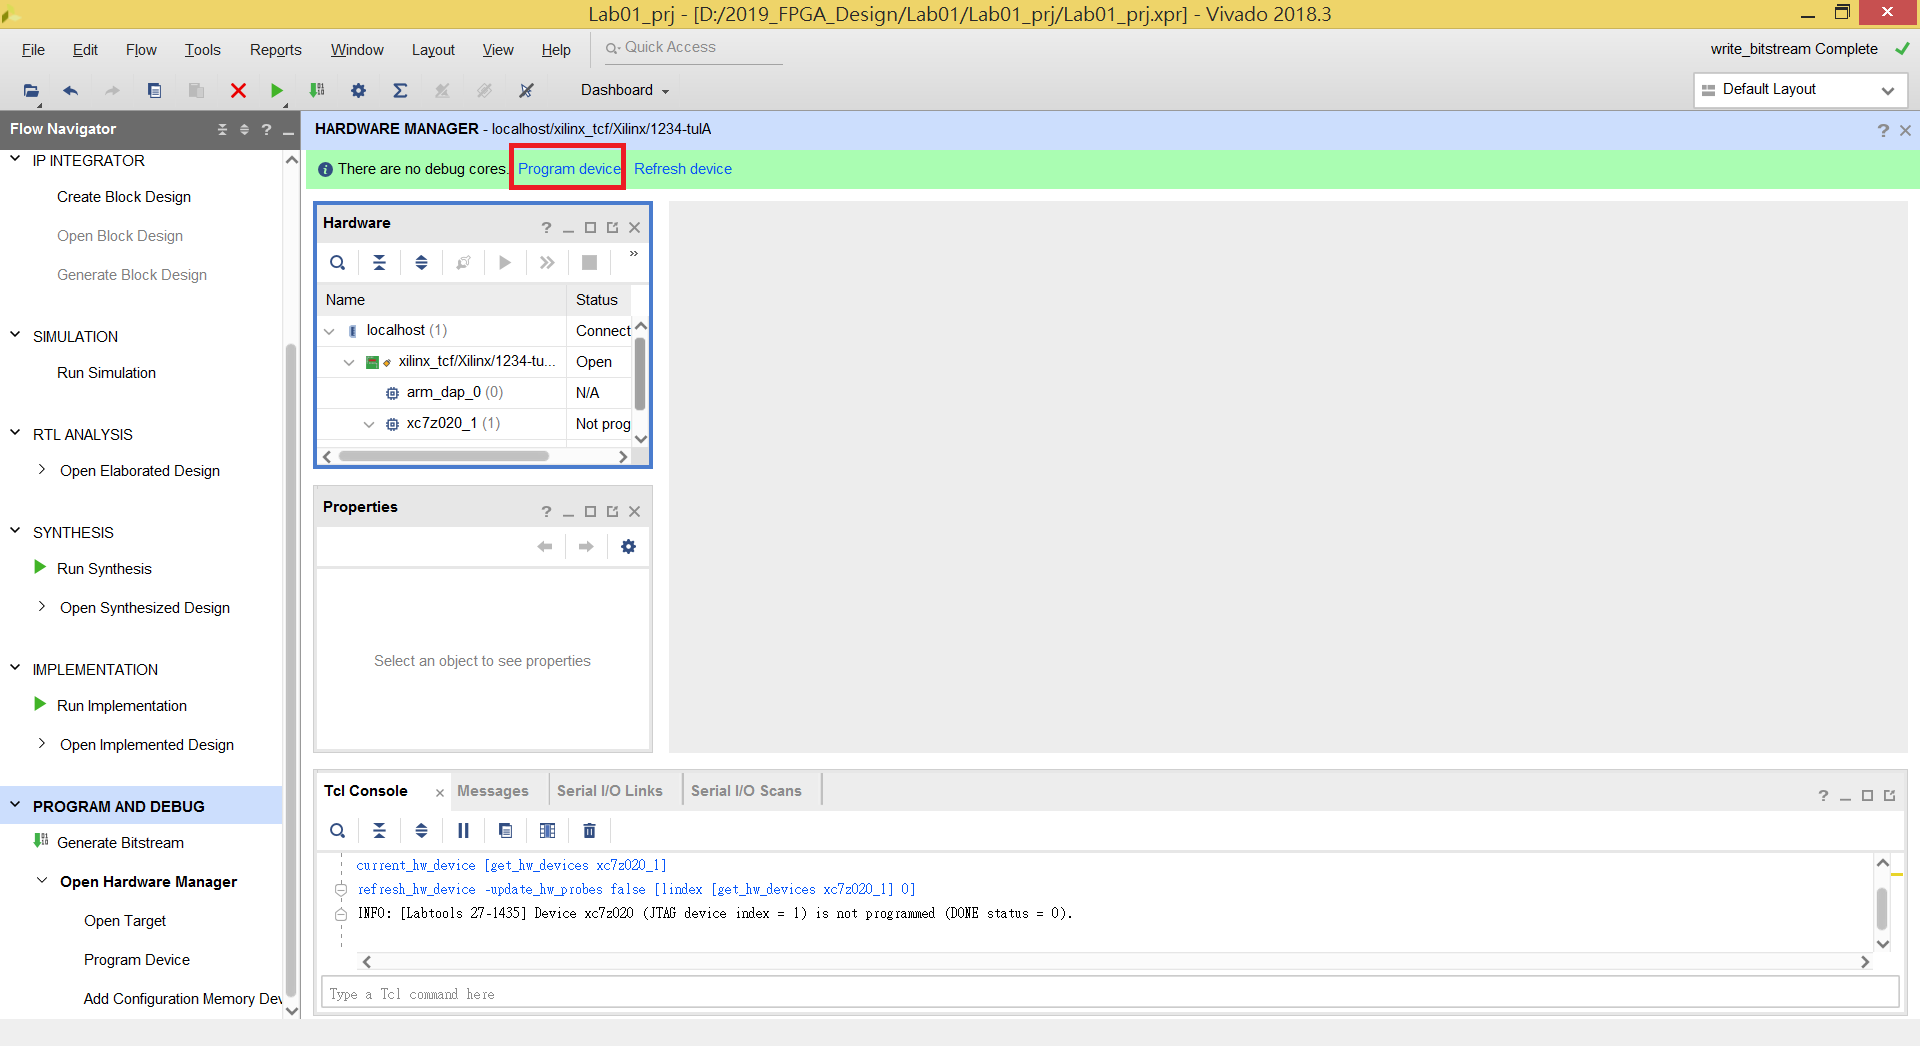 Lab01_prj - [D:/2019_FPGA_Design/Lab01/Lab01_prj/Lab01_prj.xpr] - Vivado 2018.3
File Edit Flow Tools Reports Window Layout View Help Quick Access
write_bitstream Complete
Dashboard
Default Layout
Flow Navigator
IP INTEGRATOR
Create Block Design
Open Block Design
Generate Block Design
SIMULATION
Run Simulation
RTL ANALYSIS
Open Elaborated Design
SYNTHESIS
Run Synthesis
Open Synthesized Design
IMPLEMENTATION
Run Implementation
Open Implemented Design
PROGRAM AND DEBUG
Generate Bitstream
Open Hardware Manager
Open Target
Program Device
Add Configuration Memory Dev
HARDWARE MANAGER - localhost/xilinx_tcf/Xilinx/1234-tulA
There are no debug cores. Program device Refresh device
Hardware
Name Status
localhost (1) Connect
xilinx_tcf/Xilinx/1234-tu... Open
arm_dap_0 (0) N/A
xc7z020_1 (1) Not prog
Properties
Select an object to see properties
Tcl Console Messages Serial I/O Links Serial I/O Scans
current_hw_device [get_hw_devices xc7z020_1]
refresh_hw_device -update_hw_probes false [lindex [get_hw_devices xc7z020_1] 0]
INFO: [Labtools 27-1435] Device xc7z020 (JTAG device index = 1) is not programmed (DONE status = 0).
Type a Tcl command here